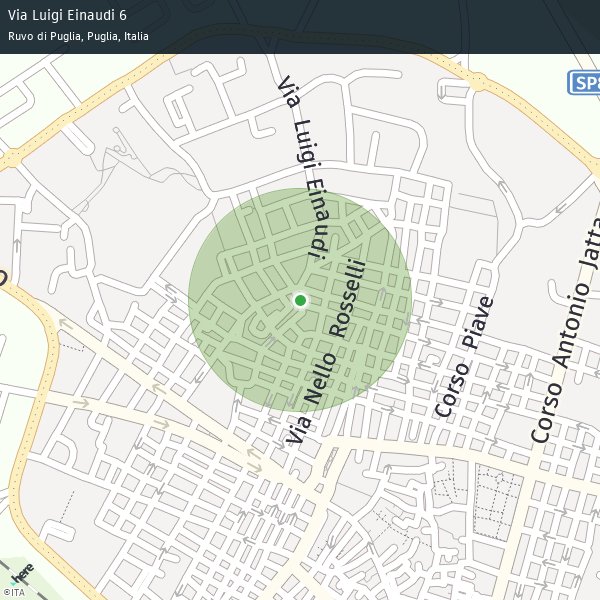 Via Luigi Einaudi 6
Ruvo di Puglia, Puglia, Italia
SP8
Via Luigi Einaudi
Via Nello Rosselli
Corso Piave
Corso Antonio Jatta
O
here
©ITA